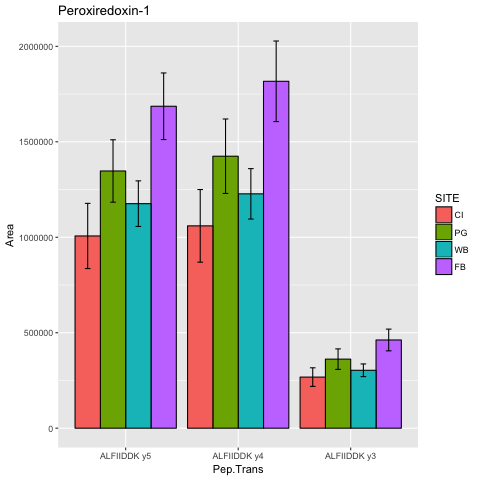 Peroxiredoxin-1
2000000
1500000
1000000
500000
0
Area
ALFIIDDK y5
ALFIIDDK y4
ALFIIDDK y3
Pep.Trans
SITE
CI
PG
WB
FB